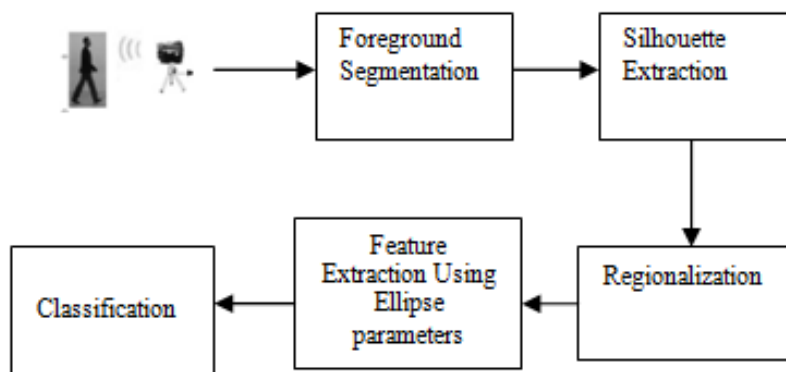 Foreground
Segmentation
Silhouette
Extraction
Regionalization
Feature
Extraction Using
Ellipse
parameters
Classification